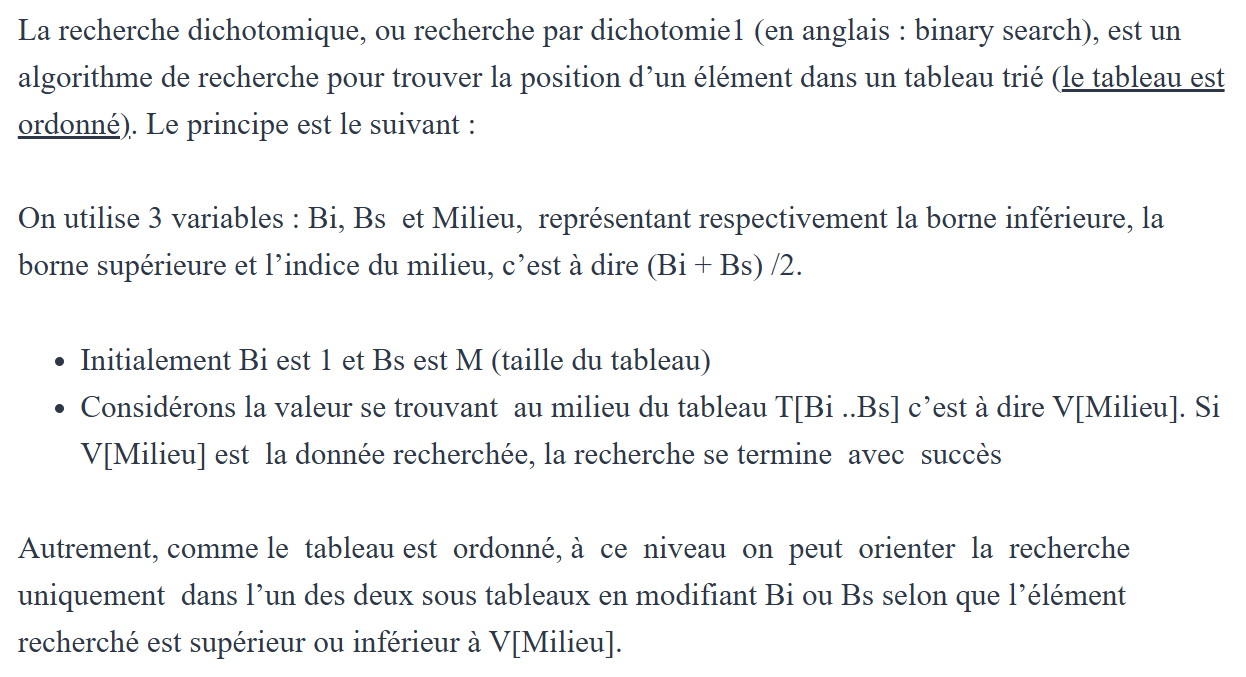 La recherche dichotomique, ou recherche par dichotomie1 (en anglais : binary search), est un
algorithme de recherche pour trouver la position d’un élément dans un tableau trié (le tableau est
ordonné). Le principe est le suivant :
On utilise 3 variables : Bi, Bs et Milieu, représentant respectivement la borne inférieure, la
borne supérieure et l’indice du milieu, c’est à dire (Bi + Bs) /2.
• Initialement Bi est 1 et Bs est M (taille du tableau)
• Considérons la valeur se trouvant au milieu du tableau T[Bi ..Bs] c’est à dire V[Milieu]. Si
V[Milieu] est la donnée recherchée, la recherche se termine avec succès
Autrement, comme le tableau est ordonné, à ce niveau on peut orienter la recherche
uniquement dans l’un des deux sous tableaux en modifiant Bi ou Bs selon que l’élément
recherché est supérieur ou inférieur à V[Milieu].